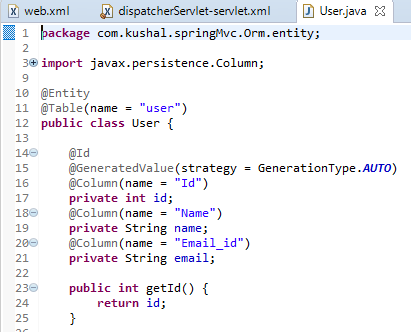 web.xml dispatcherServlet-servlet.xml User.java
1 package com.kushal.springMvc.Orm.entity;
2
3 import javax.persistence.Column;
9
10 @Entity
11 @Table(name = "user")
12 public class User {
13
14 @Id
15 @GeneratedValue(strategy = GenerationType.AUTO)
16 @Column(name = "Id")
17 private int id;
18 @Column(name = "Name")
19 private String name;
20 @Column(name = "Email_id")
21 private String email;
22
23 public int getId() {
24 return id;
25 }